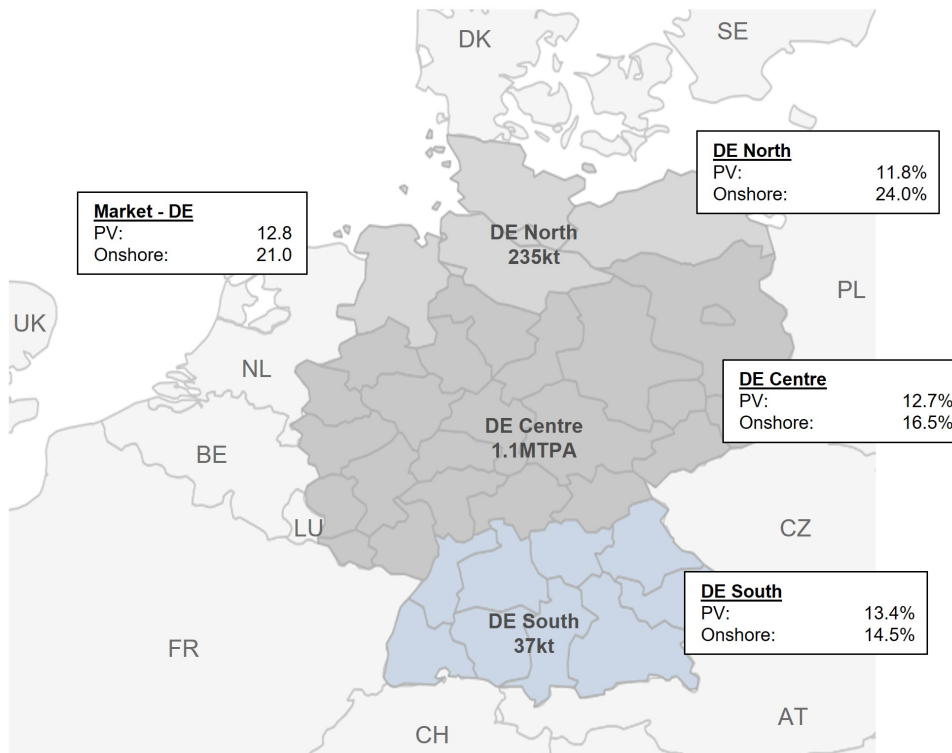 DK
SE
DE North
PV: 11.8%
Onshore: 24.0%
Market - DE
PV: 12.8
Onshore: 21.0
DE North
235kt
PL
UK
NL
DE Centre
PV: 12.7%
Onshore: 16.5%
DE Centre
1.1MTPA
BE
LU
CZ
DE South
PV: 13.4%
Onshore: 14.5%
DE South
37kt
FR
AT
CH